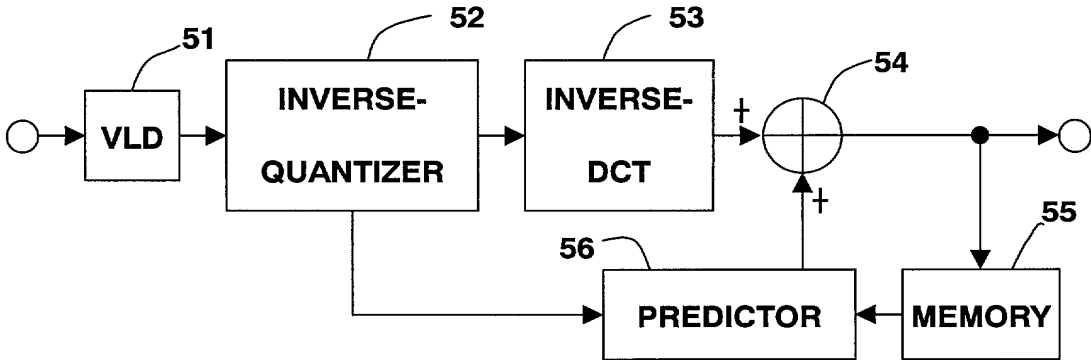 51
52
53
54
VLD
INVERSE-
QUANTIZER
INVERSE-
DCT
+
+
56
55
PREDICTOR
MEMORY